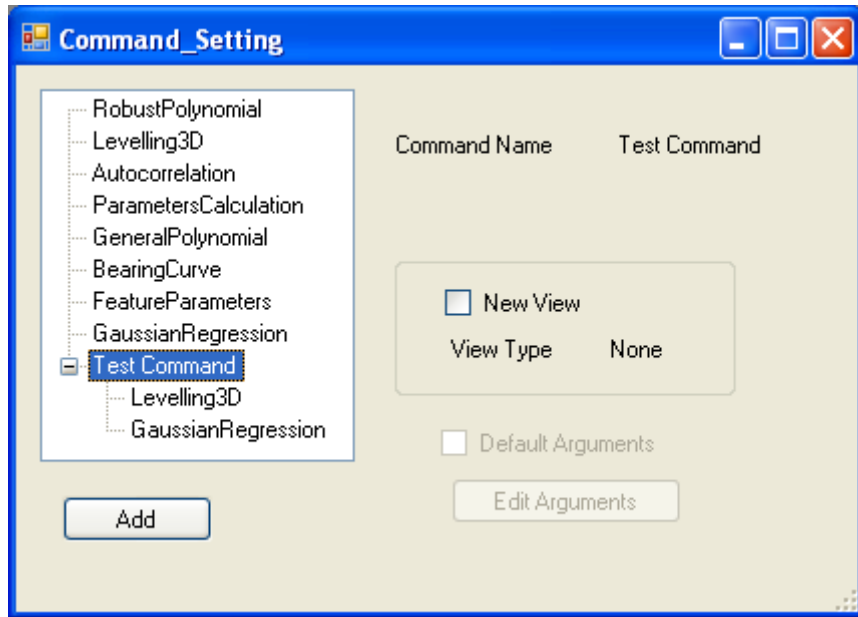 Command_Setting
RobustPolynomial
Levelling3D
Autocorrelation
ParametersCalculation
GeneralPolynomial
BearingCurve
FeatureParameters
GaussianRegression
Test Command
Levelling3D
GaussianRegression
Add
Command Name Test Command
New View
View Type None
Default Arguments
Edit Arguments